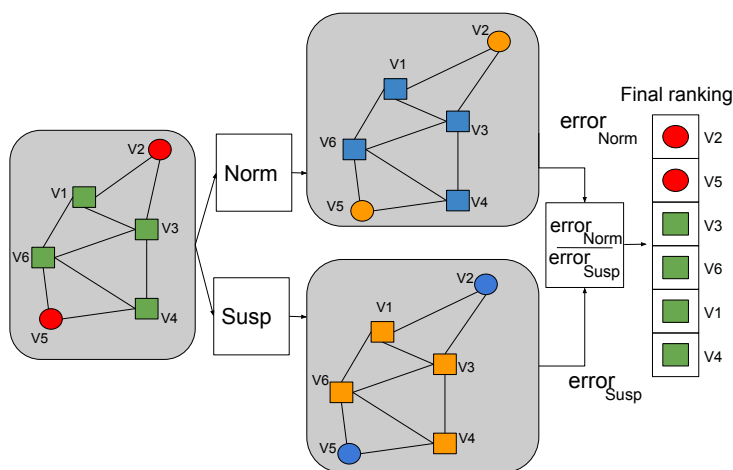 V2
V1
V3
V6
V4
V5
Norm
Susp
V2
V1
V3
V6
V4
V5
V2
V1
V3
V6
V4
V5
error Norm
error Norm
error Susp
error Susp
Final ranking
V2
V5
V3
V6
V1
V4